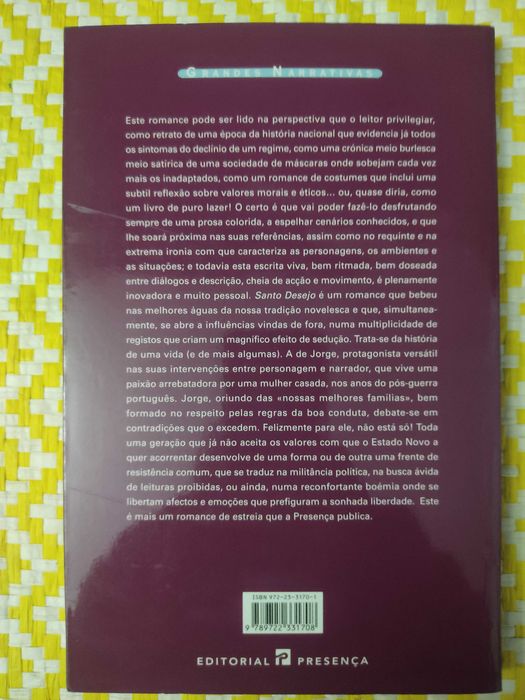 GRANDES NARRATIVAS
Este romance pode ser lido na perspectiva que o leitor privilegiar,
como retrato de uma época da história nacional que evidencia já todos
os sintomas do declínio de um regime, como uma crónica meio burlesca
meio satírica de uma sociedade de máscaras onde sobejam cada vez
mais os inadaptados, como um romance de costumes que inclui uma
subtil reflexão sobre valores morais e éticos... ou, quase diria, como
um livro de puro lazer! O certo é que vai poder fazê-lo desfrutando
sempre de uma prosa colorida, a espelhar cenários conhecidos, e que
lhe soará próxima nas suas referências, assim como no requinte e na
extrema ironia com que caracteriza as personagens, os ambientes e
as situações; e todavia esta escrita viva, bem ritmada, bem doseada
entre diálogos e descrição, cheia de acção e movimento, é plenamente
inovadora e muito pessoal. Santo Desejo é um romance que bebeu
nas melhores águas da nossa tradição novelesca e que, simultanea-
mente, se abre a influências vindas de fora, numa multiplicidade de
registos que criam um magnífico efeito de sedução. Trata-se da história
de uma vida (e de mais algumas). A de Jorge, protagonista versátil
nas suas intervenções entre personagem e narrador, que vive uma
paixão arrebatadora por uma mulher casada, nos anos do pós-guerra
português. Jorge, oriundo das «nossas melhores famílias», bem
formado no respeito pelas regras da boa conduta, debate-se em
contradições que o excedem. Felizmente para ele, não está só! Toda
uma geração que já não aceita os valores com que o Estado Novo a
quer acorrentar desenvolve de uma forma ou de outra uma frente de
resistência comum, que se traduz na militância política, na busca ávida
de leituras proibidas, ou ainda, numa reconfortante boémia onde se
libertam afectos e emoções que prefiguram a sonhada liberdade. Este
é mais um romance de estreia que a Presença publica.
ISBN 972-23-3170-1
9 789722 331708
EDITORIAL PRESENÇA